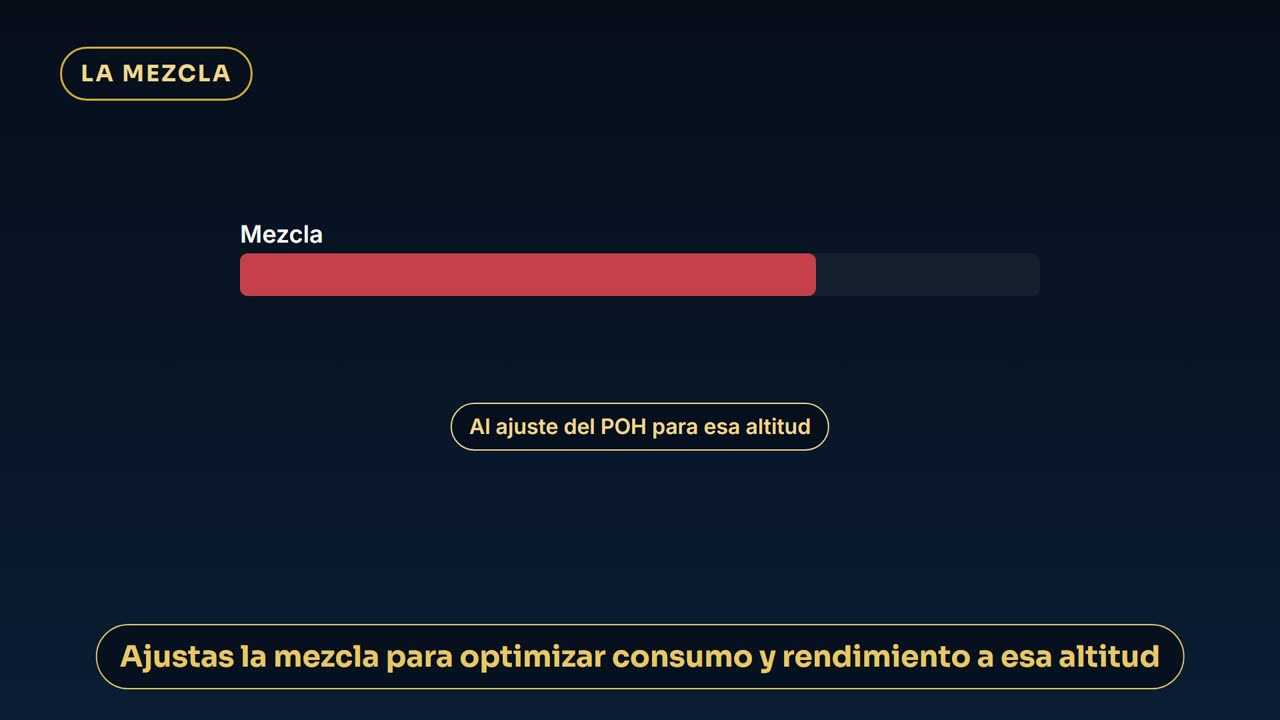 LA MEZCLA
Mezcla
Al ajuste del POH para esa altitud
Ajustas la mezcla para optimizar consumo y rendimiento a esa altitud